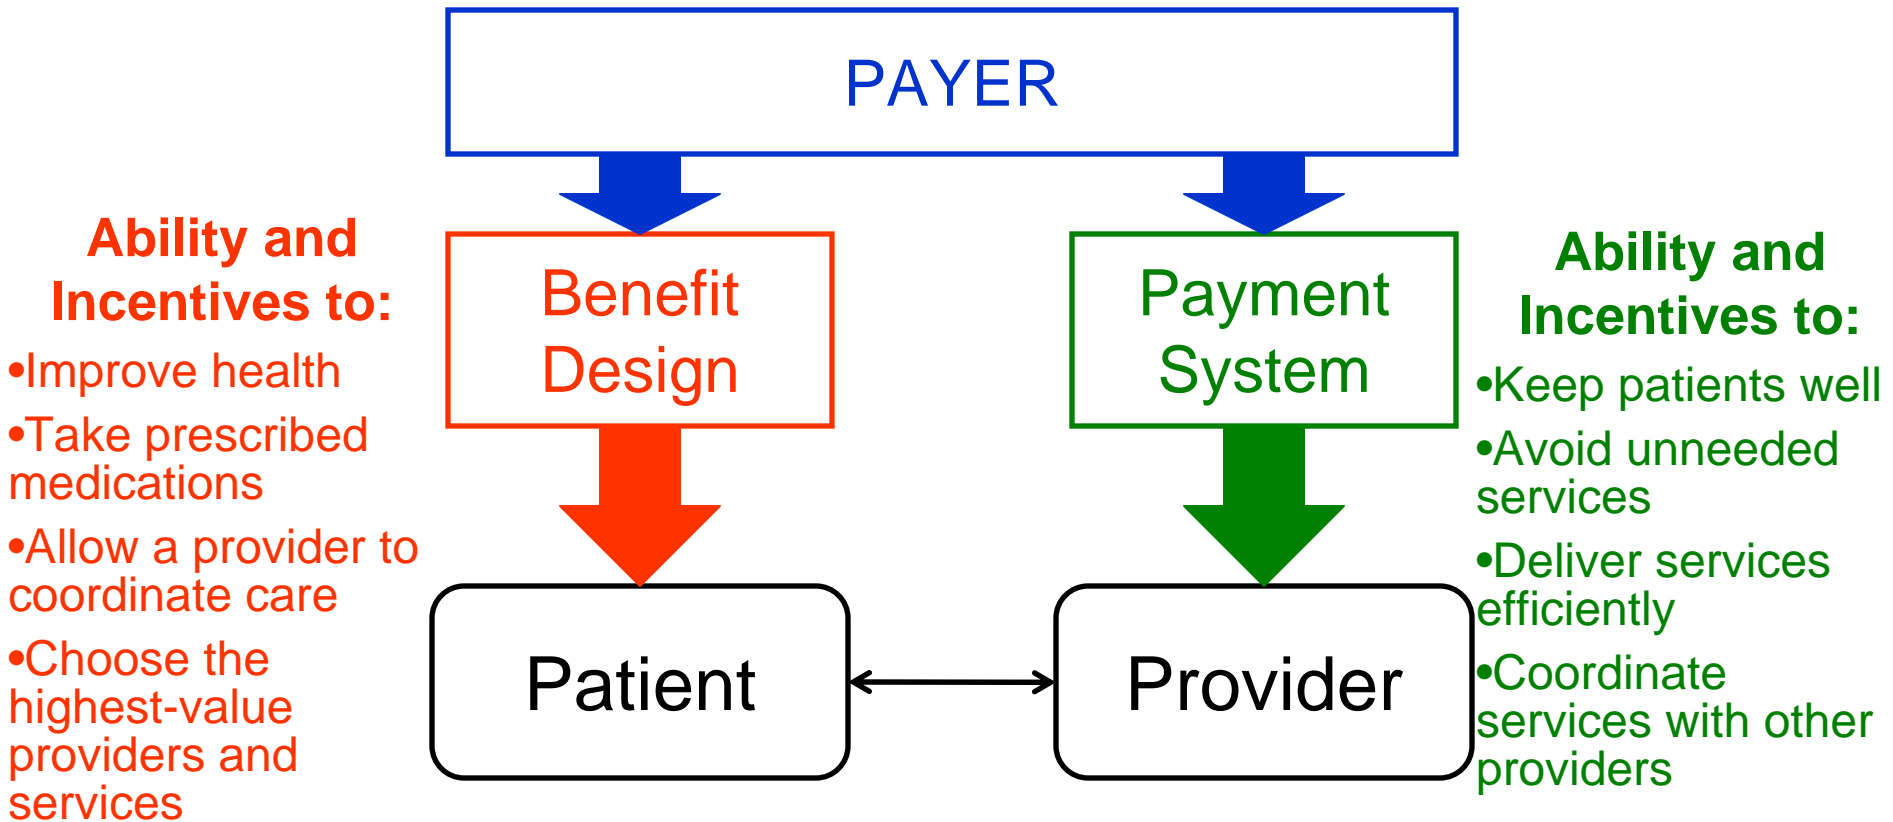 PAYER
Ability and
Incentives to:
•Improve health
•Take prescribed
medications
•Allow a provider to
coordinate care
•Choose the
highest-value
providers and
services
Benefit
Design
Payment
System
Ability and
Incentives to:
•Keep patients well
•Avoid unneeded
services
•Deliver services
efficiently
•Coordinate
services with other
providers
Patient
Provider